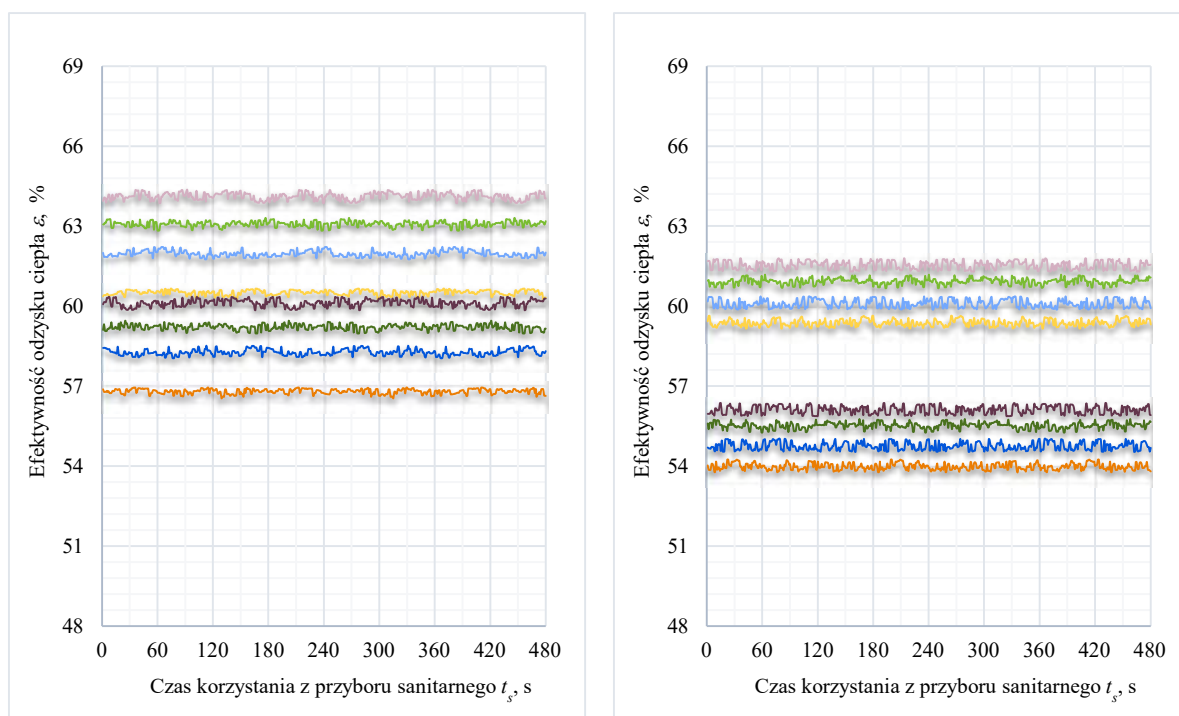 69
66
63
60
57
54
51
48
Efektywność odzysku ciepła ε, %
0 60 120 180 240 300 360 420 480
Czas korzystania z przyboru sanitarnego ts, s
69
66
63
60
57
54
51
48
Efektywność odzysku ciepła ε, %
0 60 120 180 240 300 360 420 480
Czas korzystania z przyboru sanitarnego ts, s